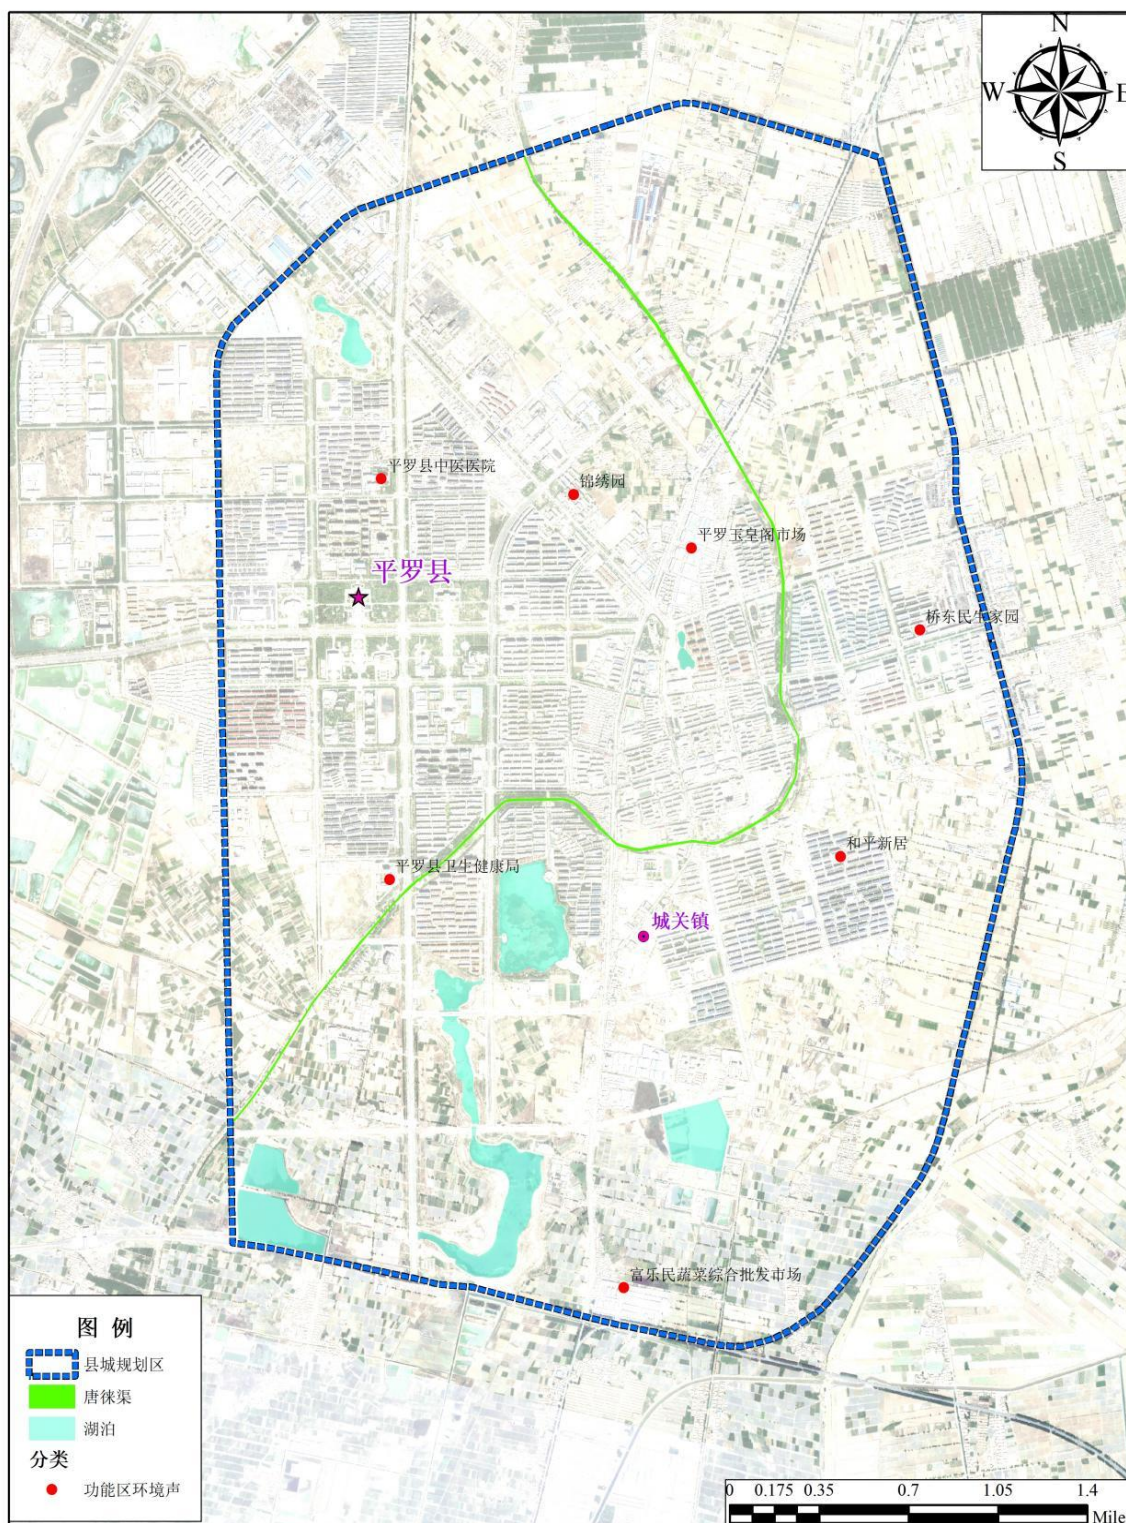 N
W E
S
平罗县中医医院
锦绣园
平罗玉皇阁市场
平罗县
桥东民生家园
和平新居
平罗县卫生健康局
城关镇
富乐民蔬菜综合批发市场
图 例
县城规划区
唐徕渠
湖泊
分类
功能区环境声
0 0.175 0.35 0.7 1.05 1.4
Mile